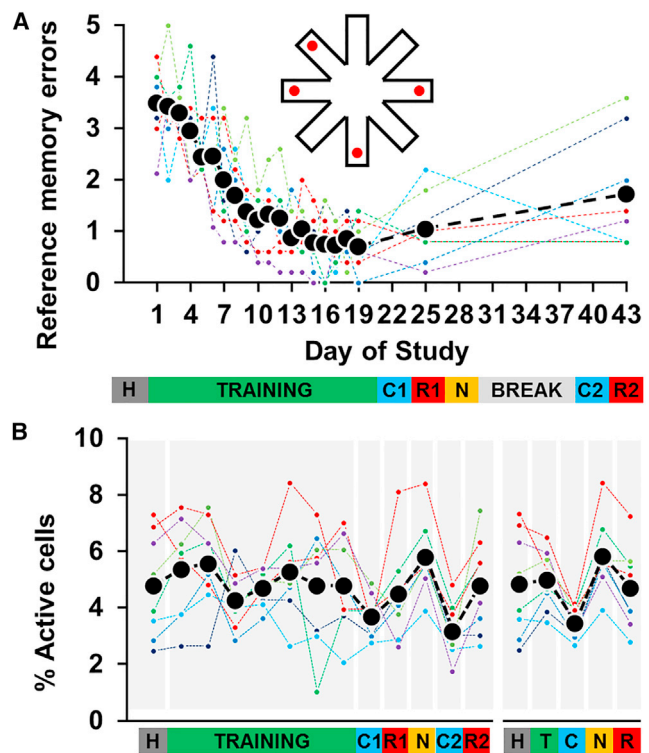 A
Reference memory errors
5
4
3
2
1
0
1 4 7 10 13 16 19 22 25 28 31 34 37 40 43
Day of Study
H TRAINING C1 R1 N BREAK C2 R2
B
% Active cells
10
8
6
4
2
0
H TRAINING C1 R1 N C2 R2 H T C N R